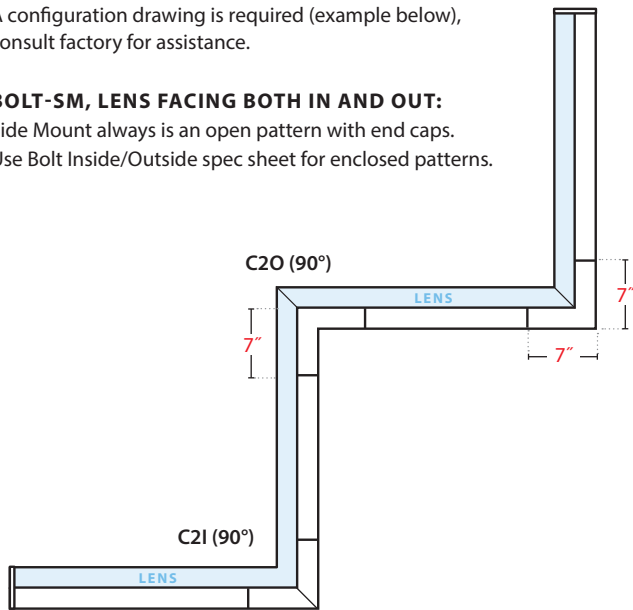 configuration drawing is required (example below),
onsult factory for assistance.
BOLT-SM, LENS FACING BOTH IN AND OUT:
ide Mount always is an open pattern with end caps.
Use Bolt Inside/Outside spec sheet for enclosed patterns.
C2O (90°)
LENS
7″
7″
7″
C2I (90°)
LENS